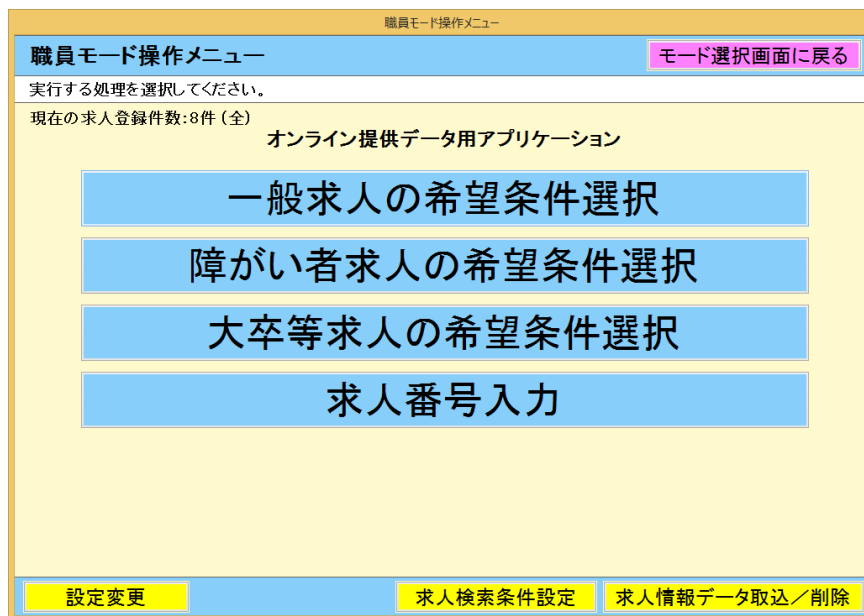 職員モード操作メニュー
職員モード操作メニュー
モード選択画面に戻る
実行する処理を選択してください。
現在の求人登録件数:8件(全)
オンライン提供データ用アプリケーション
一般求人の希望条件選択
障がい者求人の希望条件選択
大卒等求人の希望条件選択
求人番号入力
設定変更
求人検索条件設定
求人情報データ取込／削除